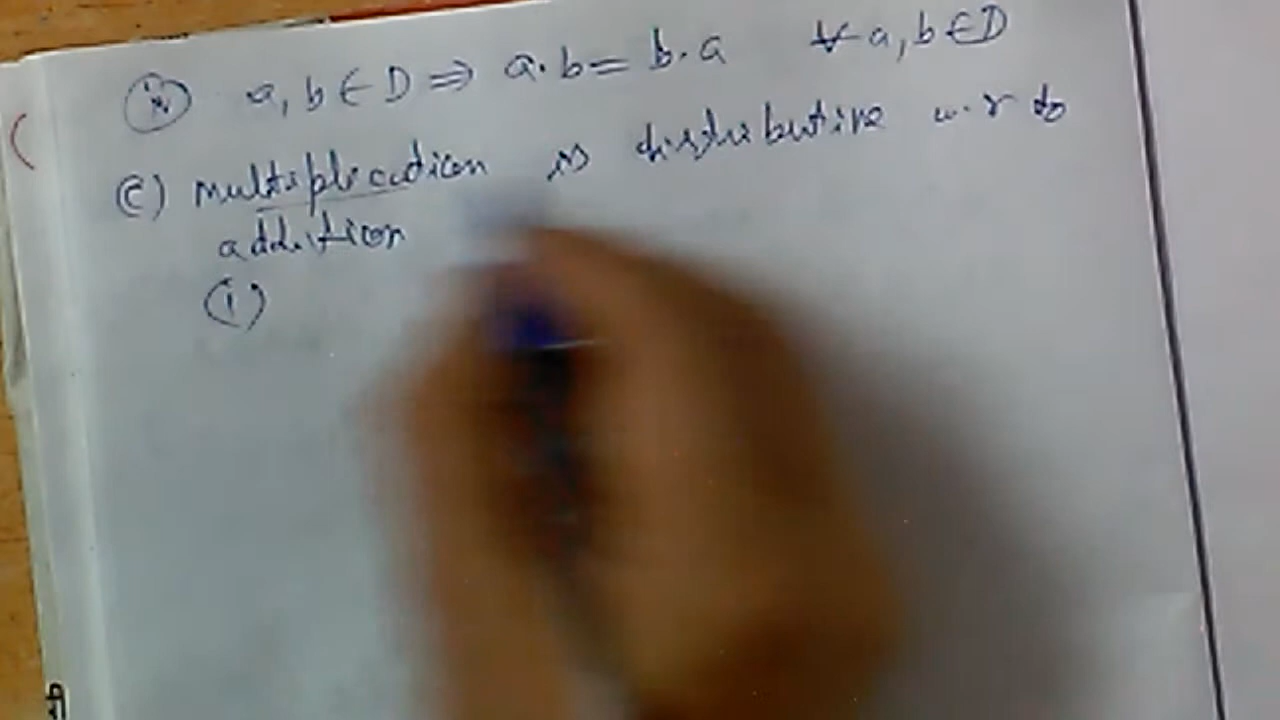 (iv) a, b ∈ D ⇒ a·b = b·a ∀ a, b ∈ D
(C) multiplication is distributive w.r to
addition
(i)